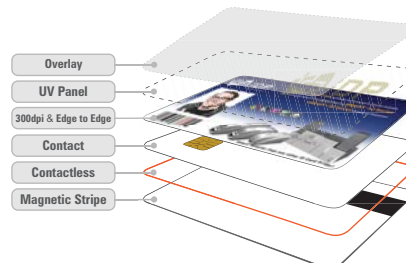 Overlay
UV Panel
300dpi & Edge to Edge
Contact
Contactless
Magnetic Stripe